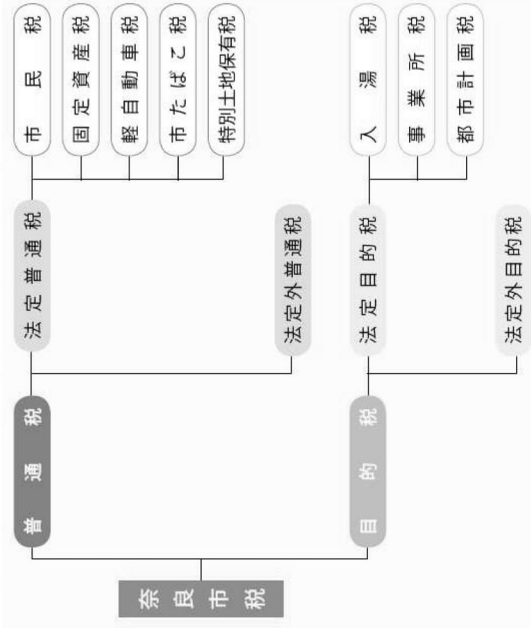 奈良市税
普通税
法定普通税
市民税
固定資産税
軽自動車税
市たばこ税
特別土地保有税
法定外普通税
目的税
法定目的税
入湯税
事業所税
都市計画税
法定外目的税